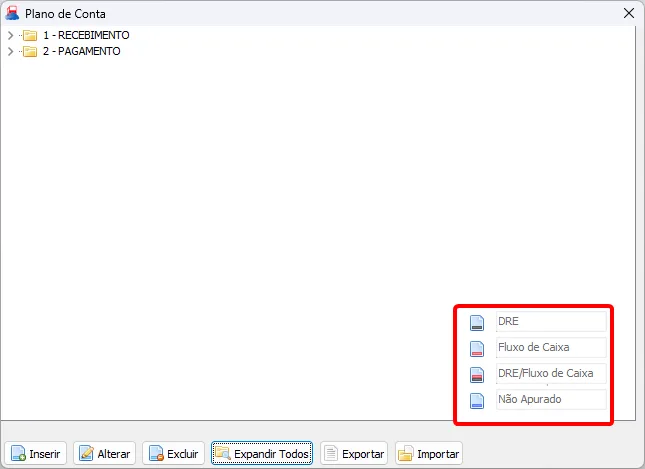 Plano de Conta
1 - RECEBIMENTO
2 - PAGAMENTO
DRE
Fluxo de Caixa
DRE/Fluxo de Caixa
Não Apurado
Inserir Alterar Excluir Expandir Todos Exportar Importar